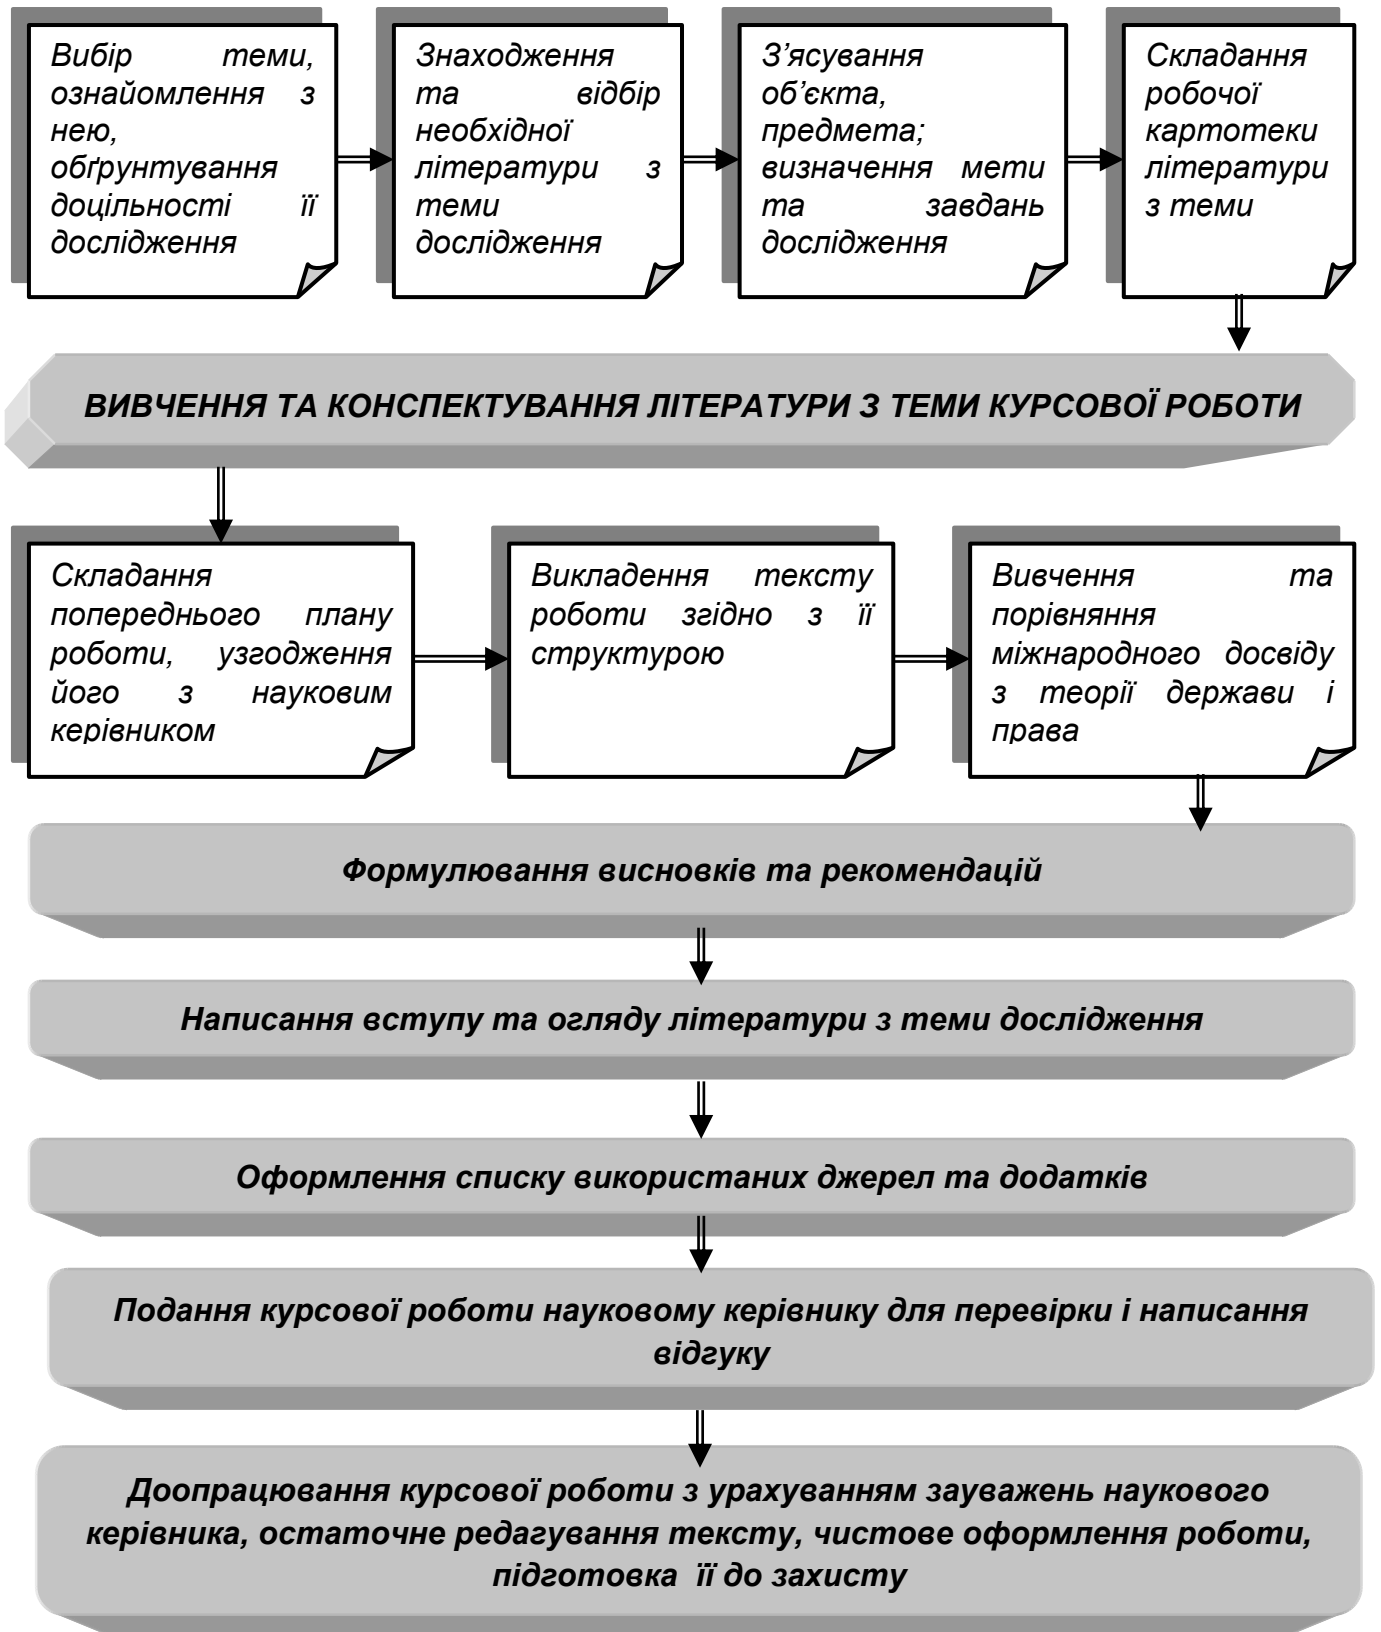 Вибір теми,
ознайомлення з
нею,
обґрунтування
доцільності її
дослідження
Знаходження
та відбір
необхідної
літератури з
теми
дослідження
З’ясування
об’єкта,
предмета;
визначення мети
та завдань
дослідження
Складання
робочої
картотеки
літератури
з теми
ВИВЧЕННЯ ТА КОНСПЕКТУВАННЯ ЛІТЕРАТУРИ З ТЕМИ КУРСОВОЇ РОБОТИ
Складання
попереднього плану
роботи, узгодження
його з науковим
керівником
Викладення тексту
роботи згідно з її
структурою
Вивчення та
порівняння
міжнародного досвіду
з теорії держави і
права
Формулювання висновків та рекомендацій
Написання вступу та огляду літератури з теми дослідження
Оформлення списку використаних джерел та додатків
Подання курсової роботи науковому керівнику для перевірки і написання
відгуку
Доопрацювання курсової роботи з урахуванням зауважень наукового
керівника, остаточне редагування тексту, чистове оформлення роботи,
підготовка її до захисту